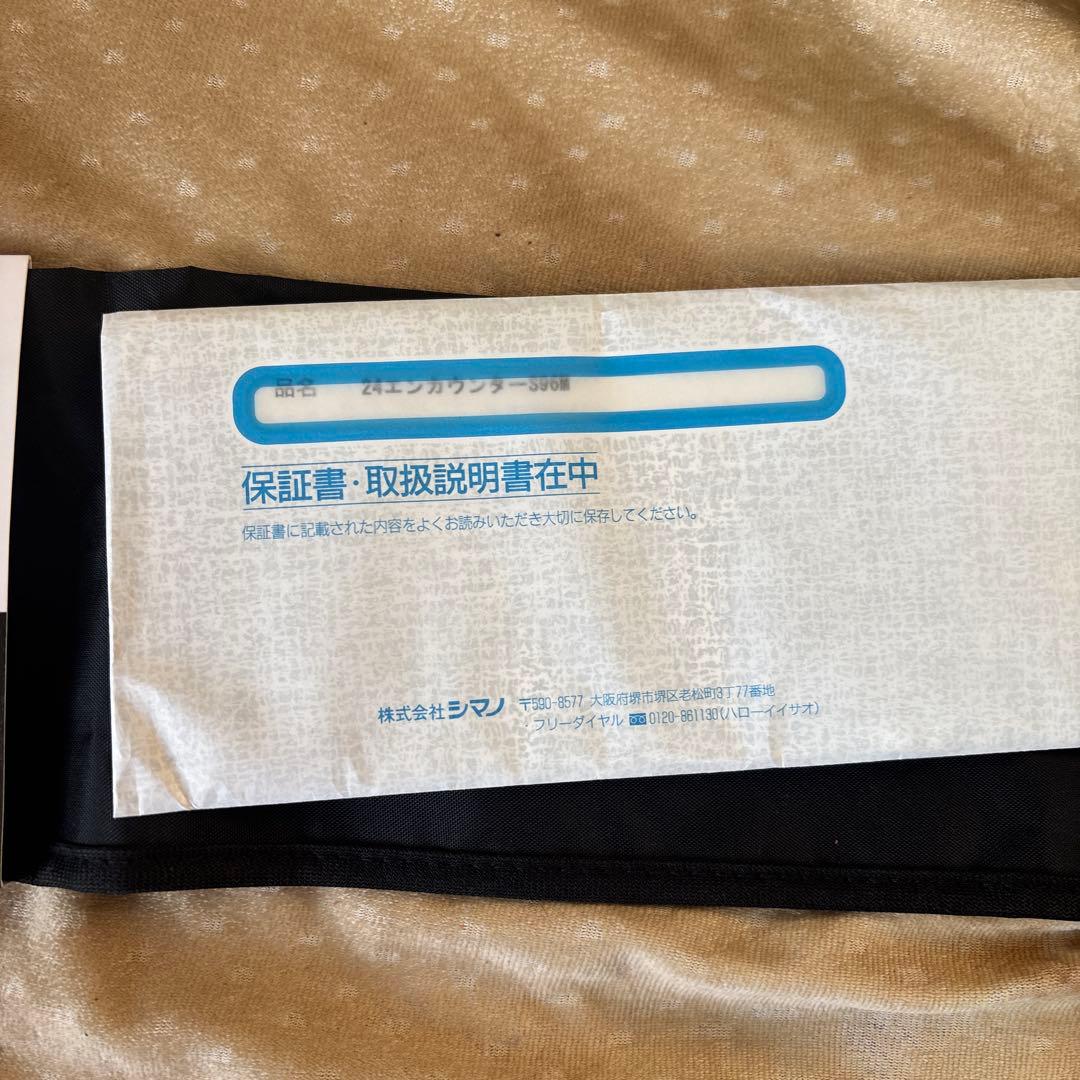 品名 24エンカウンターS96M
保証書・取扱説明書在中
保証書に記載された内容をよくお読みいただき大切に保存してください。
株式会社シマノ 〒590-8577 大阪府堺市堺区老松町3丁77番地
・フリーダイヤル 0120-861130(ハローイイサオ)